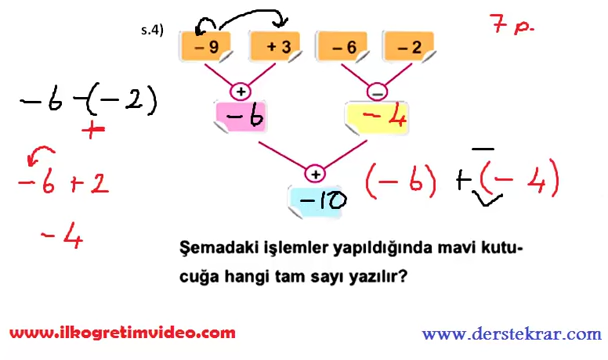 s.4)
7 p.
- 9 + 3 - 6 - 2
+ -
- 6 - 4
+
- 10
- 6 - (- 2)
+
- 6 + 2
- 4
(- 6) + (- 4)
-
Şemadaki işlemler yapıldığında mavi kutu-
cuğa hangi tam sayı yazılır?
www.ilkogretimvideo.com
www.derstekrar.com